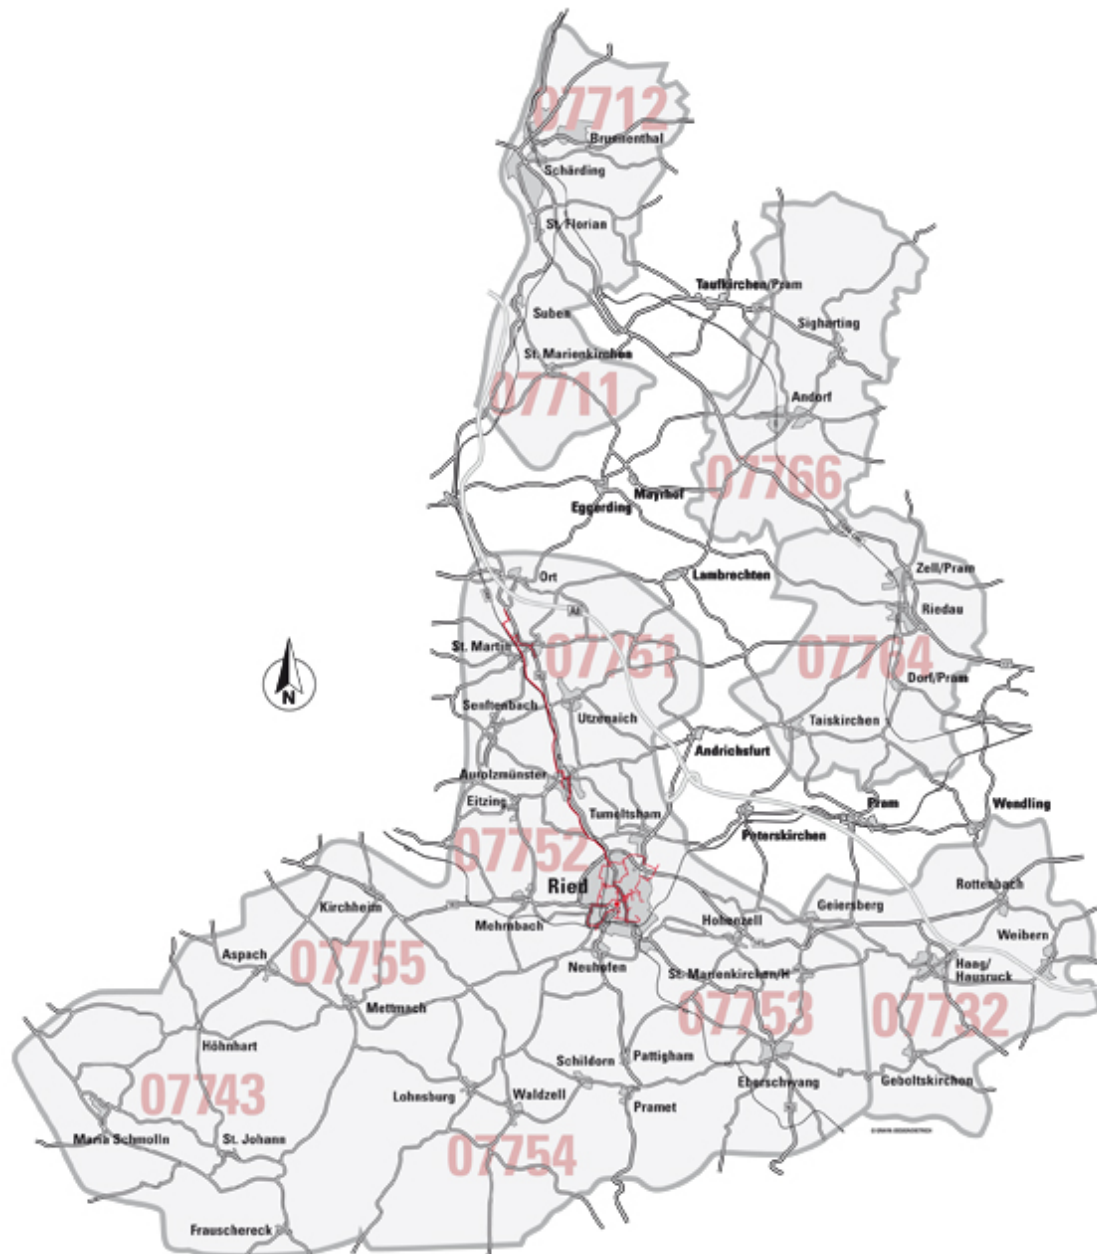 07712
Brunnenthal
Schärding
St. Florian
Taufkirchen/Pram
Suben
Sigharting
St. Marienkirchen
07711
Andorf
07766
Mayrhof
Eggerding
Ort
Lambrechten
Zell/Pram
A8
Riedau
St. Martin
07751
07764
Dorf/Pram
N
Senftenbach
Utzenaich
Taiskirchen
Andrichsfurt
Aurolzmünster
Eitzing
Tumeltsham
Pram
Wendling
Peterskirchen
07752
Ried
Rottenbach
Kirchheim
Geiersberg
Mehrnbach
Hohenzell
Weibern
Aspach
07755
Neuhofen
St. Marienkirchen/H
Haag/
Hausruck
Mettmach
07753
07732
Höhnhart
Schildorn
Pattigham
Eberschwang
Geboltskirchen
07743
Lohnsburg
Waldzell
Pramet
Maria Schmolln
St. Johann
07754
Frauschereck